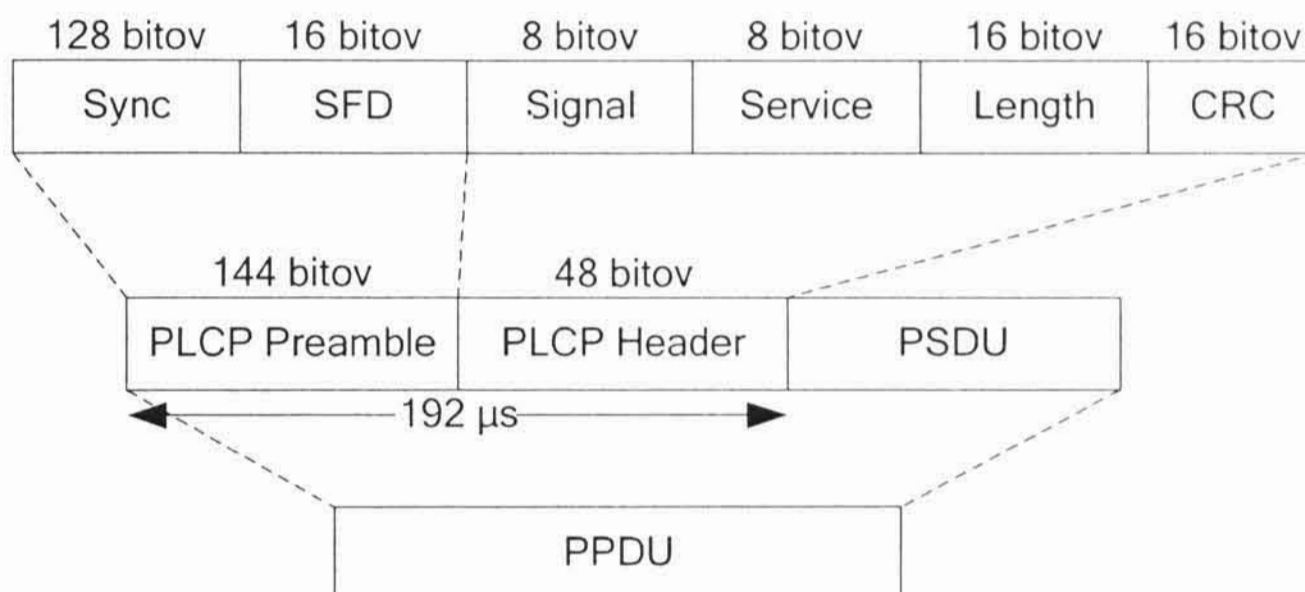 128 bitov 16 bitov 8 bitov 8 bitov 16 bitov 16 bitov
Sync SFD Signal Service Length CRC
144 bitov 48 bitov
PLCP Preamble PLCP Header PSDU
192 µs
PPDU